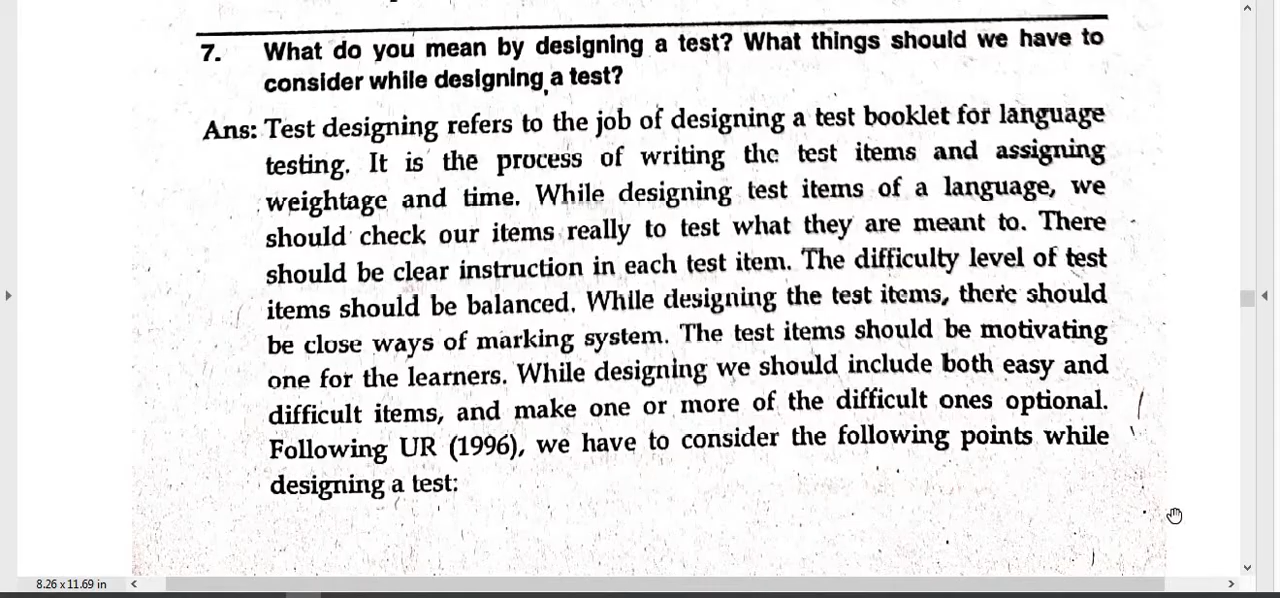 7. What do you mean by designing a test? What things should we have to
consider while designing a test?
Ans: Test designing refers to the job of designing a test booklet for language
testing. It is the process of writing the test items and assigning
weightage and time. While designing test items of a language, we
should check our items really to test what they are meant to. There
should be clear instruction in each test item. The difficulty level of test
items should be balanced. While designing the test items, there should
be close ways of marking system. The test items should be motivating
one for the learners. While designing we should include both easy and
difficult items, and make one or more of the difficult ones optional.
Following UR (1996), we have to consider the following points while
designing a test:
8.26 x 11.69 in